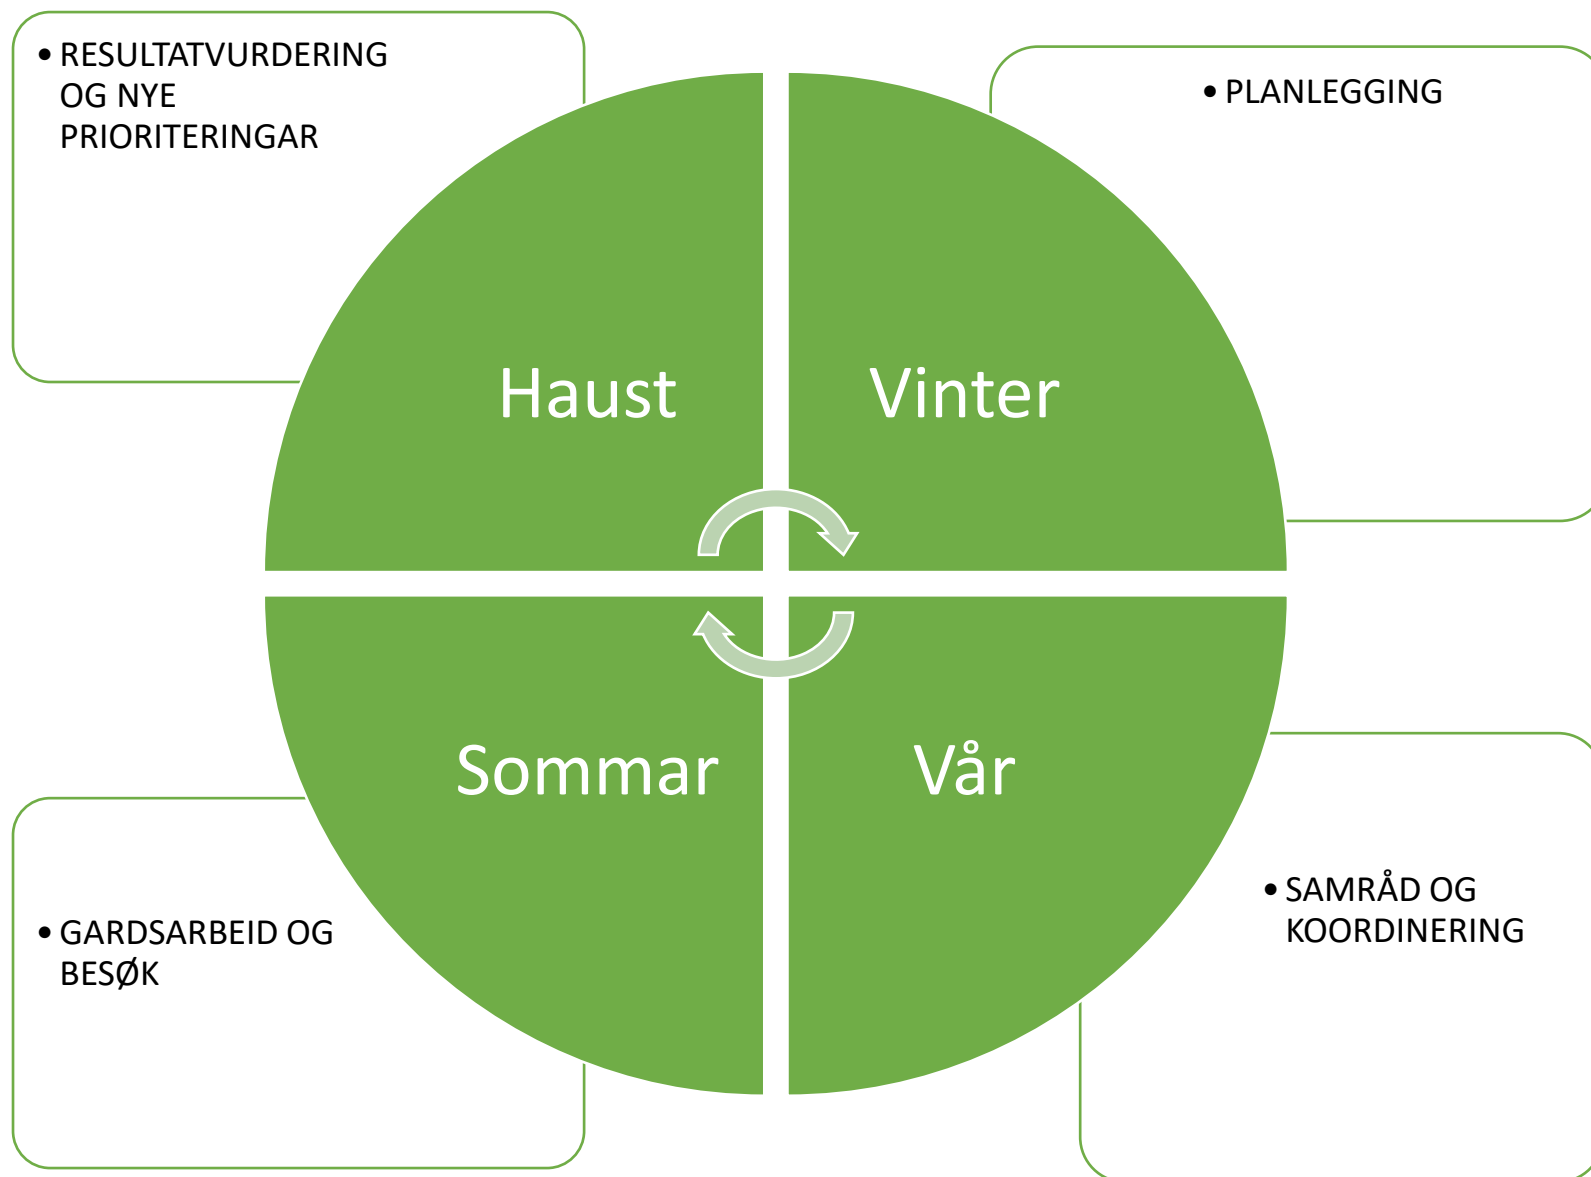 • RESULTATVURDERING
OG NYE
PRIORITERINGAR
• PLANLEGGING
Haust
Vinter
Sommar
Vår
• GARDSARBEID OG
BESØK
• SAMRÅD OG
KOORDINERING